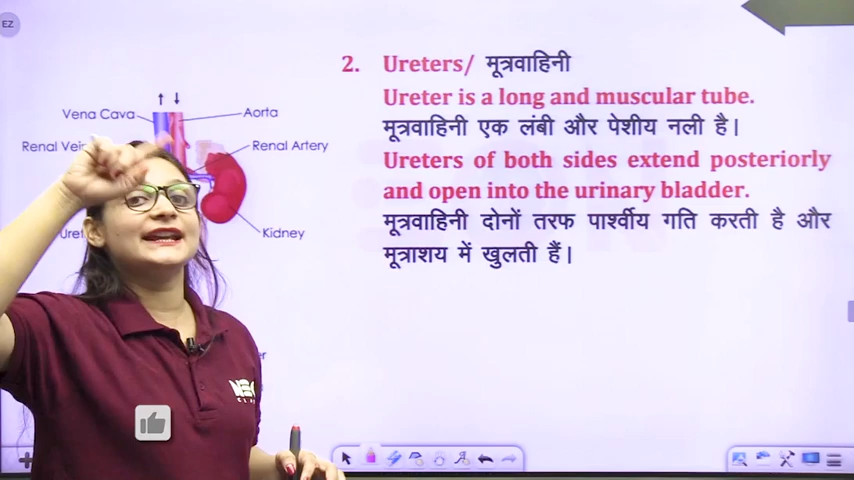 EZ
2. Ureters/ मूत्रवाहिनी
Ureter is a long and muscular tube.
मूत्रवाहिनी एक लंबी और पेशीय नली है।
Ureters of both sides extend posteriorly
and open into the urinary bladder.
मूत्रवाहिनी दोनों तरफ पार्श्वीय गति करती है और
मूत्राशय में खुलती हैं।
Vena Cava
Aorta
Renal Artery
Kidney